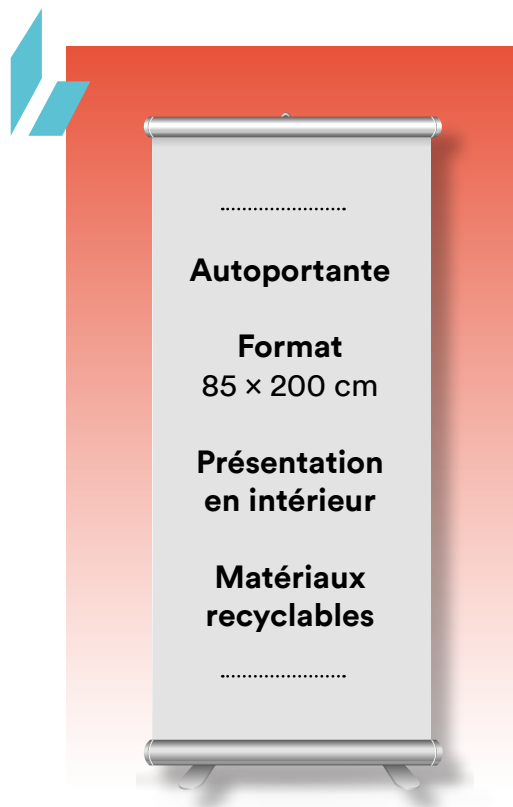 Autoportante
Format
85 × 200 cm
Présentation
en intérieur
Matériaux
recyclables